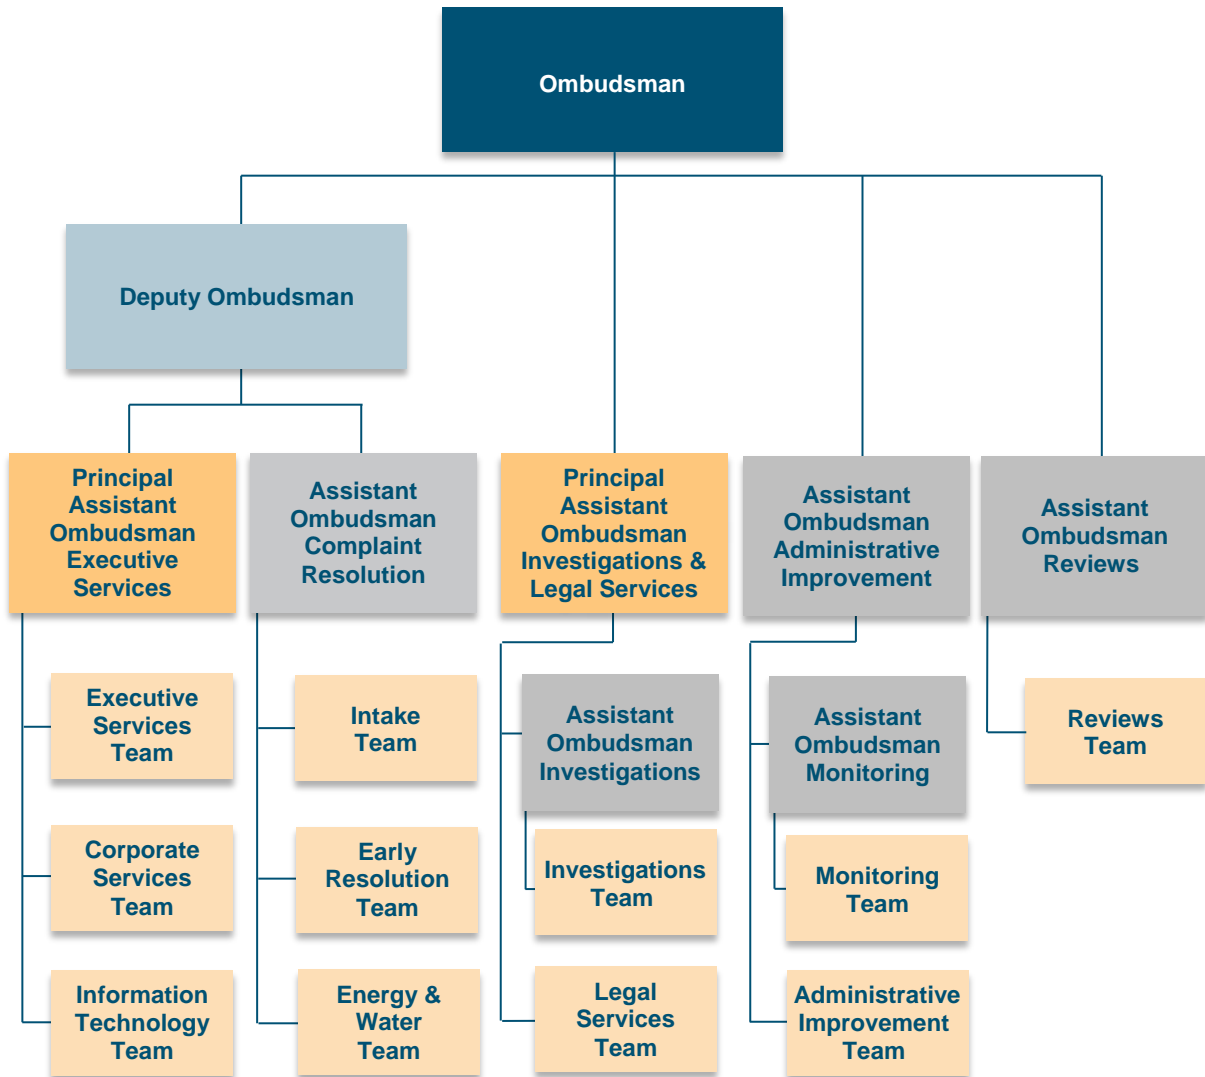 Ombudsman
Deputy Ombudsman
Principal
Assistant
Ombudsman
Executive
Services
Assistant
Ombudsman
Complaint
Resolution
Principal
Assistant
Ombudsman
Investigations &
Legal Services
Assistant
Ombudsman
Administrative
Improvement
Assistant
Ombudsman
Reviews
Executive
Services
Team
Intake
Team
Assistant
Ombudsman
Investigations
Assistant
Ombudsman
Monitoring
Reviews
Team
Corporate
Services
Team
Early
Resolution
Team
Investigations
Team
Monitoring
Team
Information
Technology
Team
Energy &
Water
Team
Legal
Services
Team
Administrative
Improvement
Team